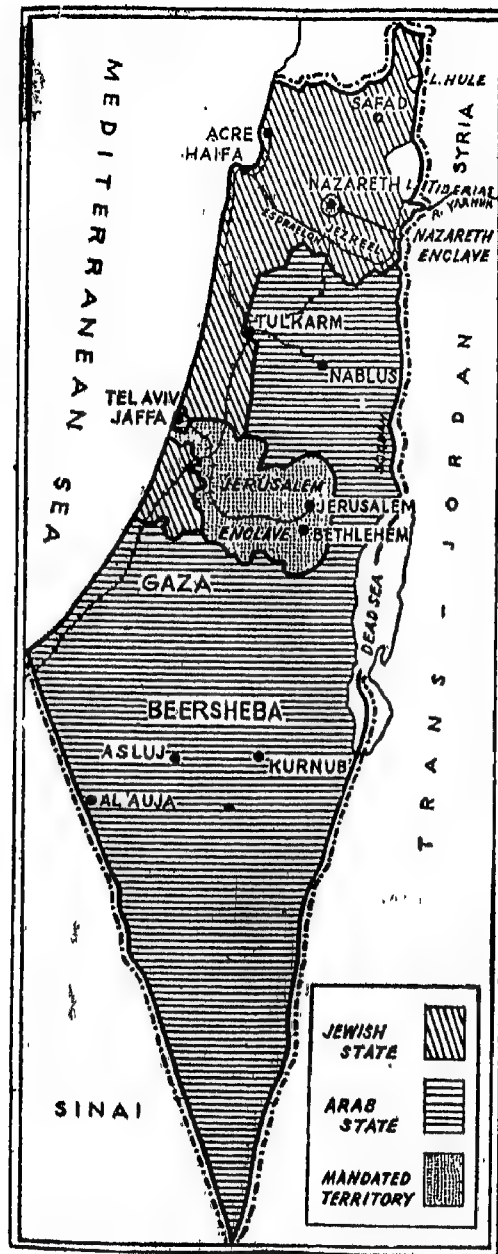 MEDITERRANEAN SEA
L. HULE
SAFAD
SYRIA
ACRE
HAIFA
NAZARETH
L. TIBERIAS
R. YARMUK
ESDRAELON
JEZREEL
NAZARETH
ENCLAVE
TULKARM
NABLUS
TEL AVIV
JAFFA
JORDAN
JERUSALEM
ENCLAVE
JERUSALEM
BETHLEHEM
TRANS - JORDAN
GAZA
DEAD SEA
BEERSHEBA
ASLUJ
KURNUB
AL'AUJA
SINAI
JEWISH
STATE
ARAB
STATE
MANDATED
TERRITORY